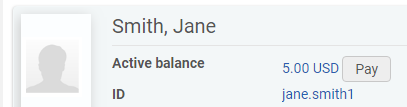 Smith, Jane
Active balance 5.00 USD Pay
ID jane.smith1